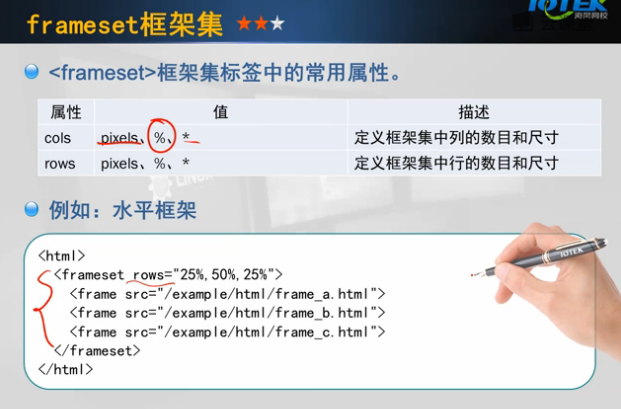 IOTEK
frameset框架集
<frameset>框架集标签中的常用属性。
属性 值 描述
cols pixels、%、* 定义框架集中列的数目和尺寸
rows pixels、%、* 定义框架集中行的数目和尺寸
例如：水平框架
<html>
<frameset rows="25%,50%,25%">
<frame src="/example/html/frame_a.html">
<frame src="/example/html/frame_b.html">
<frame src="/example/html/frame_c.html">
</frameset>
</html>
IOTEK